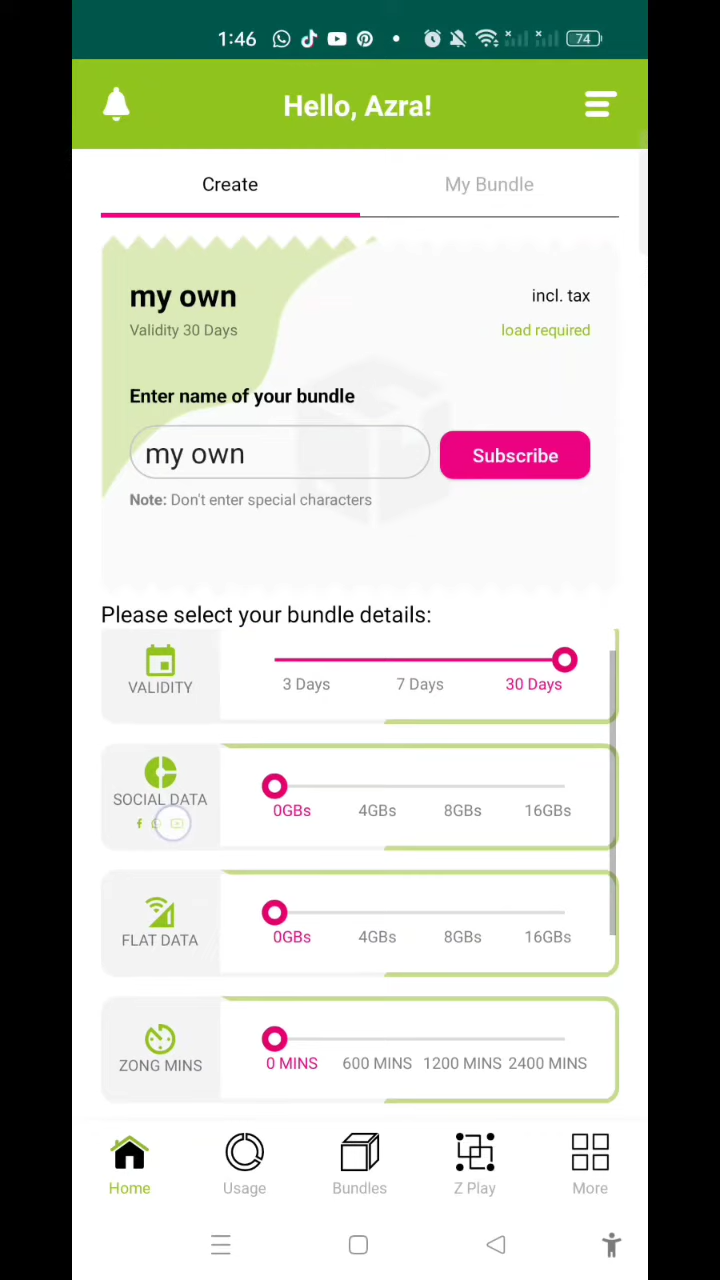 1:46 74
Hello, Azra!
Create My Bundle
my own incl. tax
Validity 30 Days load required
Enter name of your bundle
my own Subscribe
Note: Don't enter special characters
Please select your bundle details:
VALIDITY 3 Days 7 Days 30 Days
SOCIAL DATA 0GBs 4GBs 8GBs 16GBs
FLAT DATA 0GBs 4GBs 8GBs 16GBs
ZONG MINS 0 MINS 600 MINS 1200 MINS 2400 MINS
Home Usage Bundles Z Play More